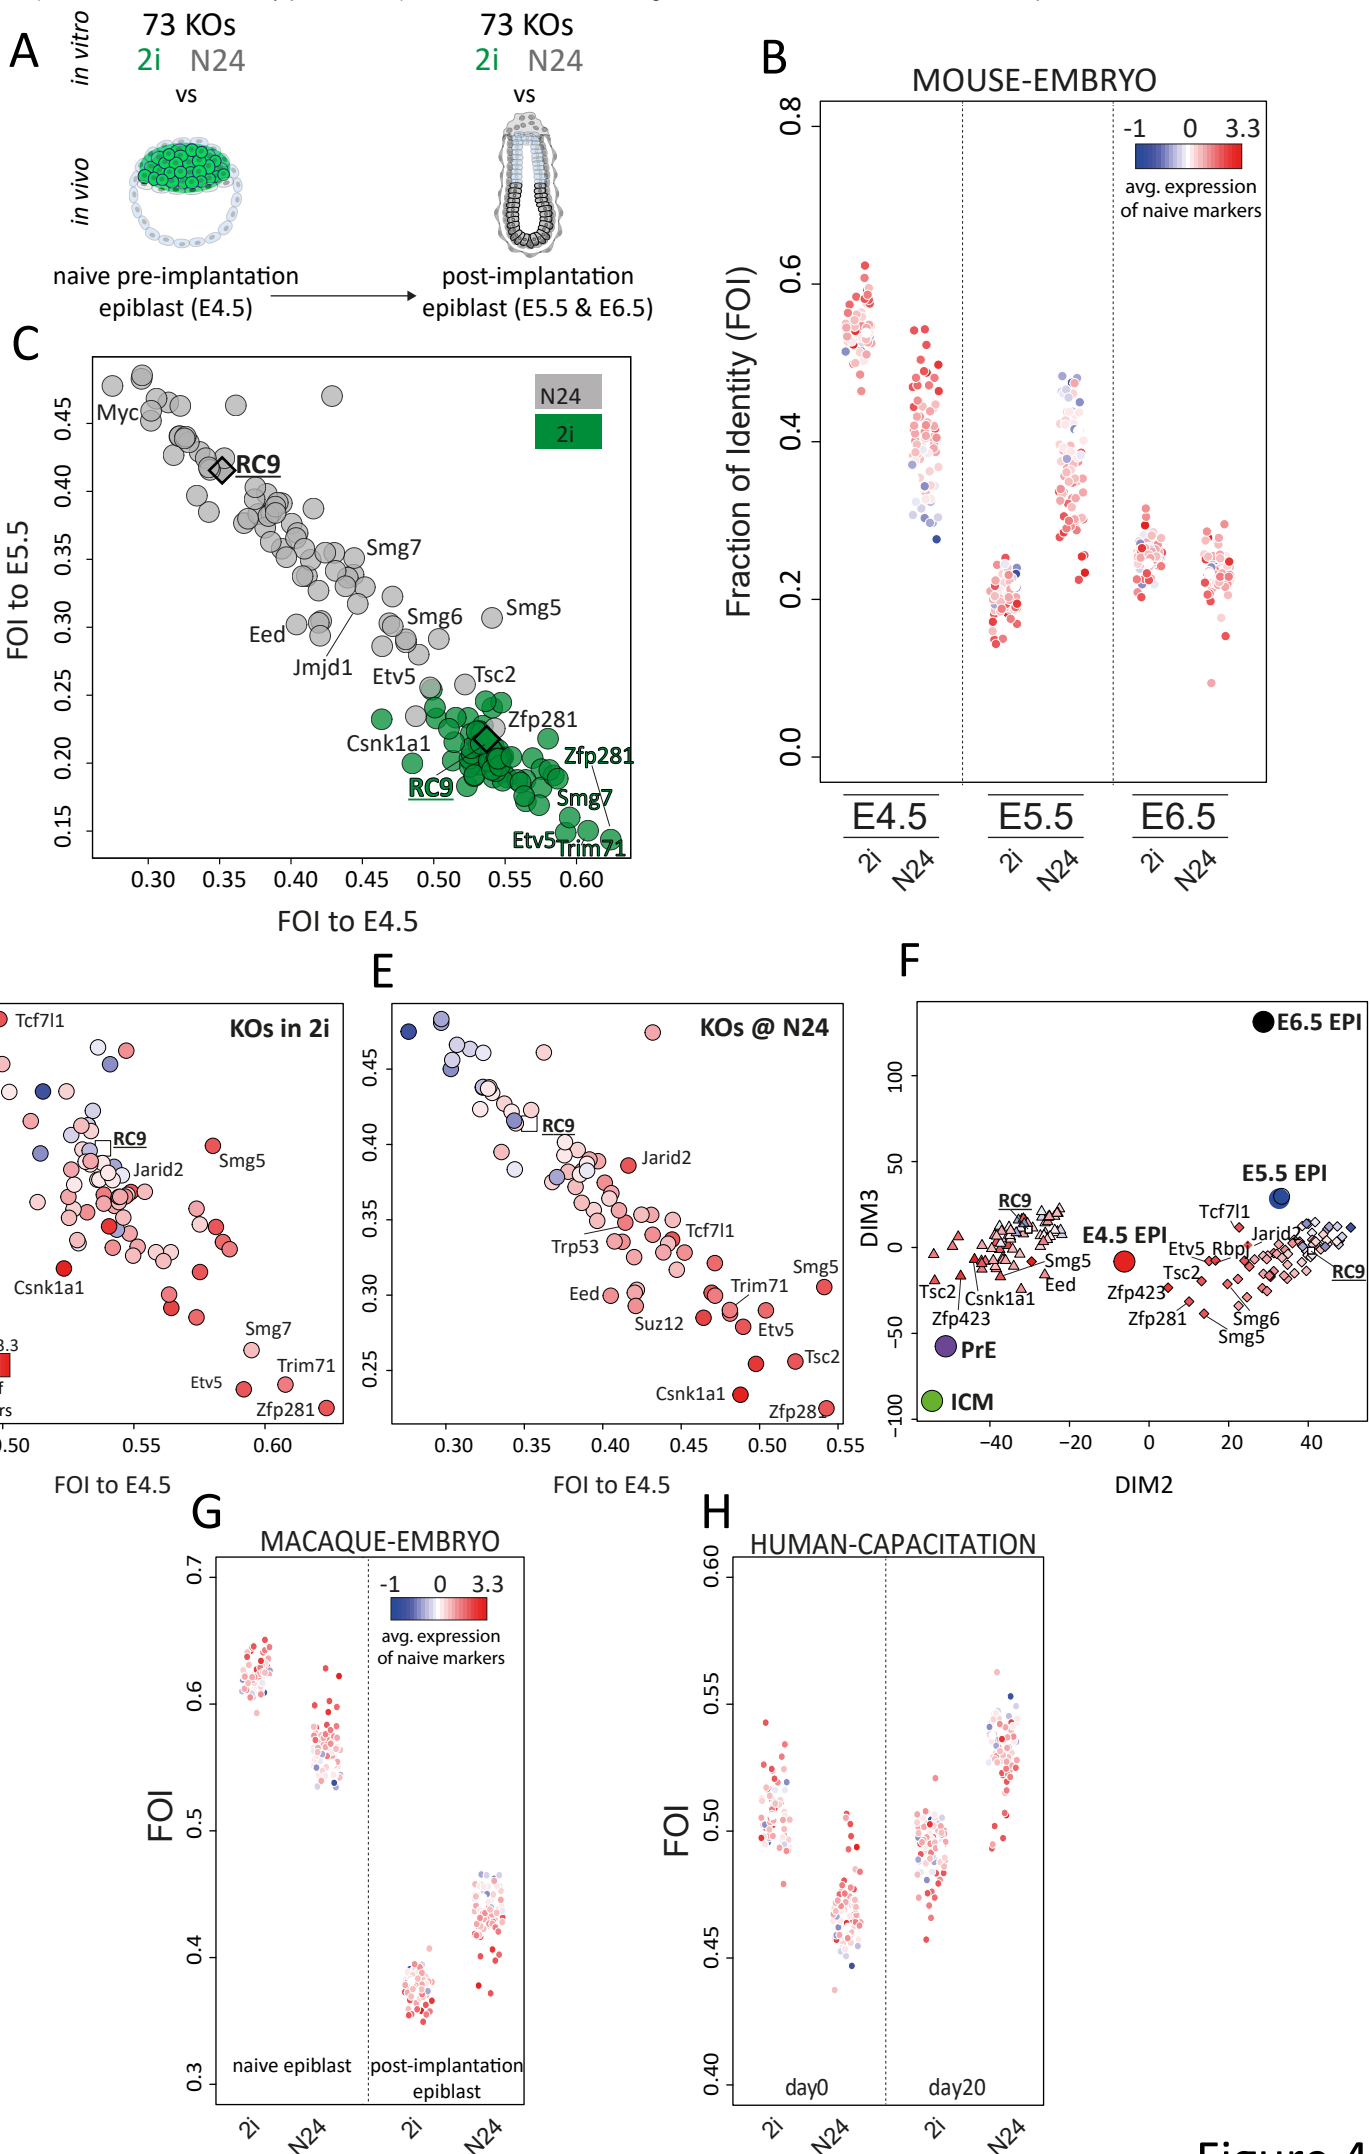 A
in vitro
73 KOs
2i N24
vs
73 KOs
2i N24
vs
in vivo
naive pre-implantation
epiblast (E4.5)
post-implantation
epiblast (E5.5 & E6.5)
B
MOUSE-EMBRYO
-1 0 3.3
avg. expression
of naive markers
Fraction of Identity (FOI)
0.8
0.6
0.4
0.2
0.0
E4.5 E5.5 E6.5
2i N24 2i N24 2i N24
C
N24
2i
FOI to E5.5
0.45
0.40
0.35
0.30
0.25
0.20
0.15
Myc
RC9
Smg7
Eed
Jmjd1
Smg6
Smg5
Etv5
Tsc2
Zfp281
Csnk1a1
RC9
Zfp281
Smg7
Etv5
Trim71
0.30 0.35 0.40 0.45 0.50 0.55 0.60
FOI to E4.5
KOs in 2i
Tcf7l1
RC9
Jarid2
Smg5
Csnk1a1
Smg7
Trim71
Etv5
Zfp281
3.3
f
rs
.50 0.55 0.60
FOI to E4.5
E
KOs @ N24
0.45
0.40
0.35
0.30
0.25
RC9
Jarid2
Trp53
Tcf7l1
Eed
Suz12
Trim71
Smg5
Etv5
Tsc2
Csnk1a1
Zfp281
0.30 0.35 0.40 0.45 0.50 0.55
FOI to E4.5
F
DIM3
100
50
0
−50
−100
E6.5 EPI
E5.5 EPI
E4.5 EPI
PrE
ICM
RC9
Tsc2
Zfp423
Csnk1a1
Smg5
Eed
Tcf7l1
Jarid2
Etv5 Rbpj
Tsc2
Zfp423
Zfp281
Smg6
Smg5
RC9
−40 −20 0 20 40
DIM2
G
MACAQUE-EMBRYO
-1 0 3.3
avg. expression
of naive markers
FOI
0.7
0.6
0.5
0.4
0.3
naive epiblast
post-implantation
epiblast
2i N24 2i N24
H
HUMAN-CAPACITATION
FOI
0.60
0.55
0.50
0.45
0.40
day0 day20
2i N24 2i N24
Figure 4